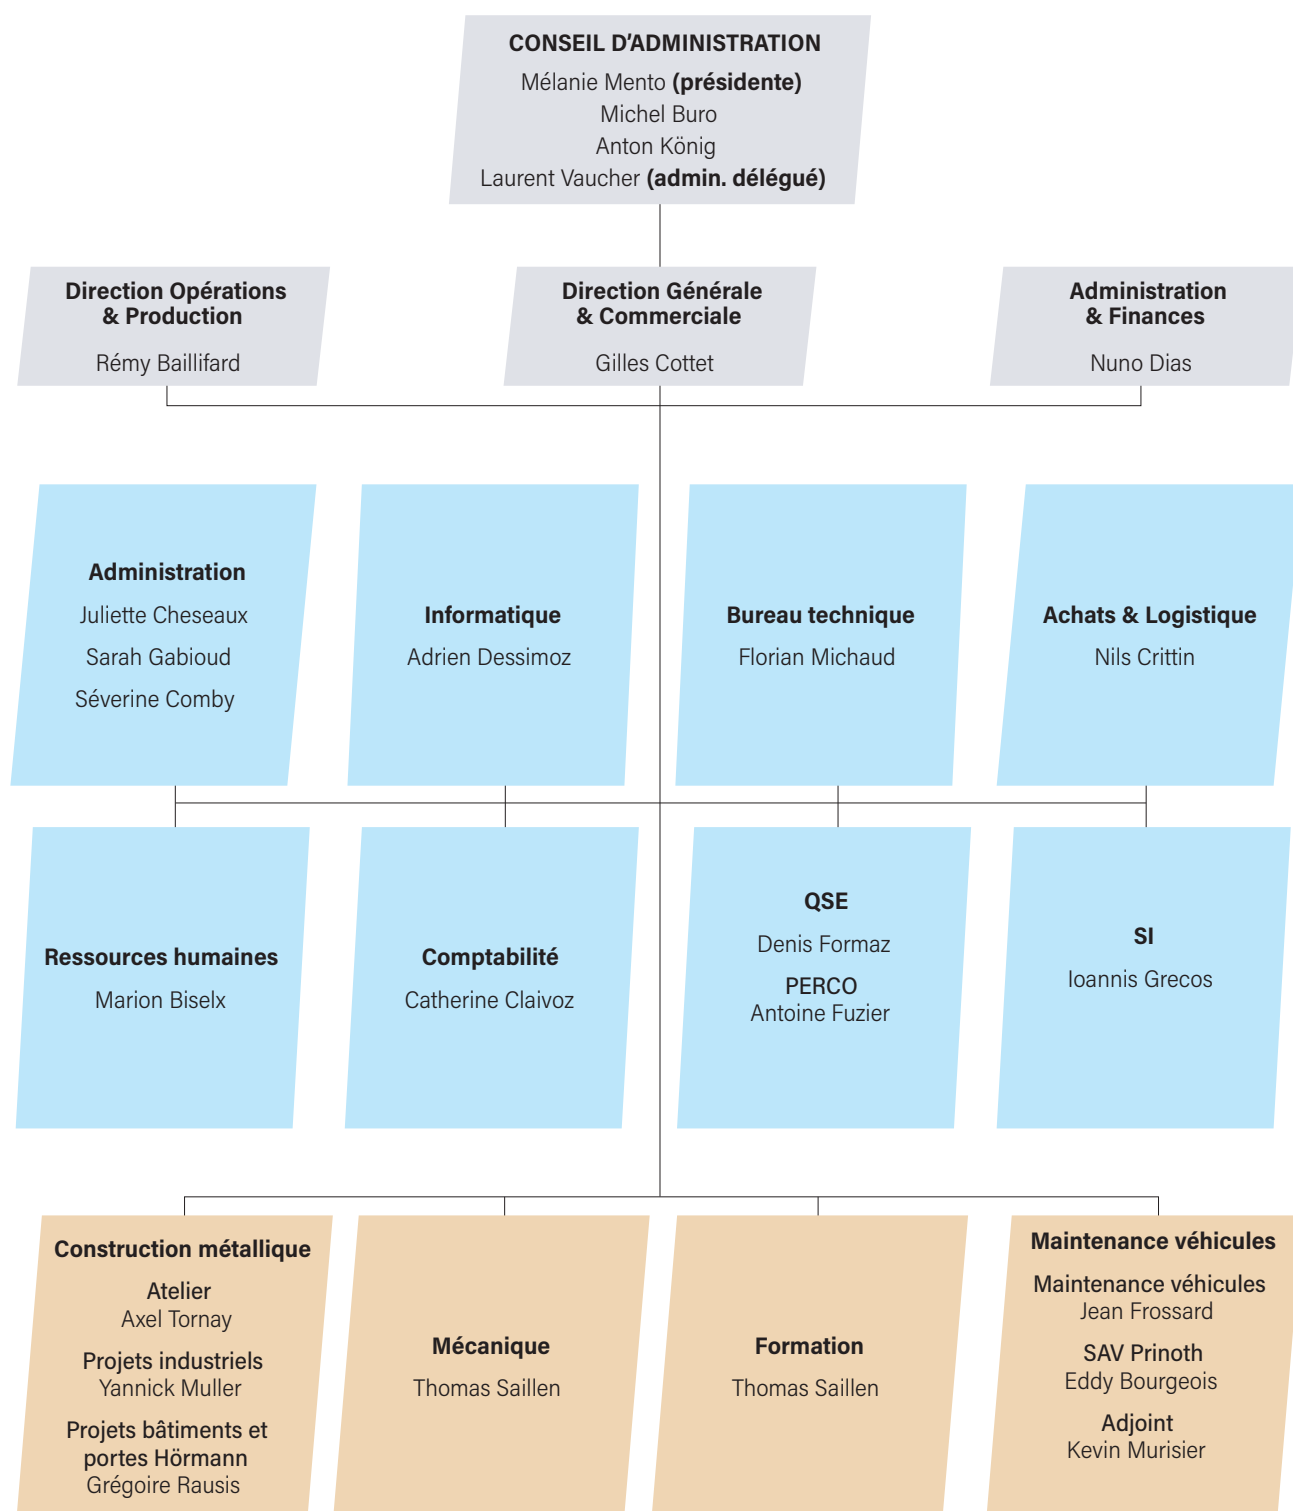 CONSEIL D'ADMINISTRATION
Mélanie Mento (présidente)
Michel Buro
Anton König
Laurent Vaucher (admin. délégué)
Direction Opérations
& Production
Rémy Baillifard
Direction Générale
& Commerciale
Gilles Cottet
Administration
& Finances
Nuno Dias
Administration
Juliette Cheseaux
Sarah Gabioud
Séverine Comby
Informatique
Adrien Dessimoz
Bureau technique
Florian Michaud
Achats & Logistique
Nils Crittin
Ressources humaines
Marion Biselx
Comptabilité
Catherine Claivoz
QSE
Denis Formaz
PERCO
Antoine Fuzier
SI
Ioannis Grecos
Construction métallique
Atelier
Axel Tornay
Projets industriels
Yannick Muller
Projets bâtiments et
portes Hörmann
Grégoire Rausis
Mécanique
Thomas Saillen
Formation
Thomas Saillen
Maintenance véhicules
Maintenance véhicules
Jean Frossard
SAV Prinoth
Eddy Bourgeois
Adjoint
Kevin Murisier